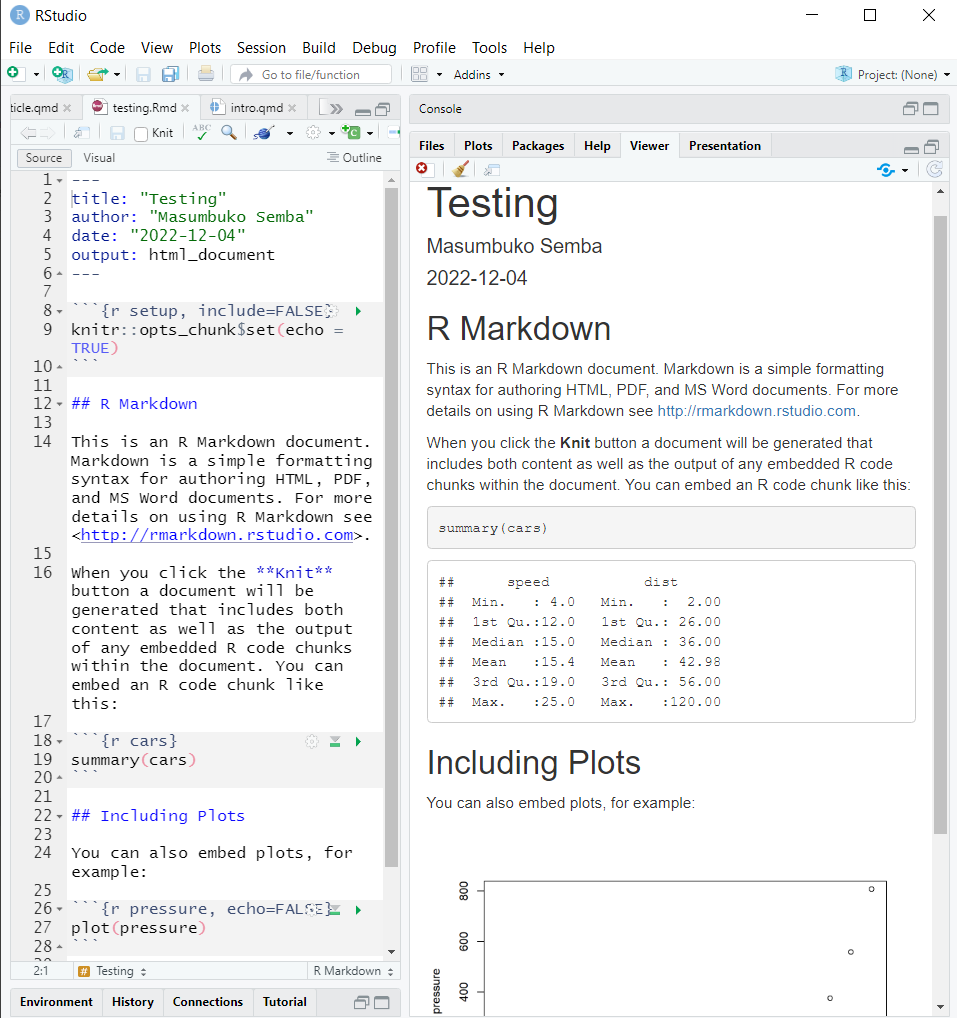 RStudio
File Edit Code View Plots Session Build Debug Profile Tools Help
Go to file/function Addins Project: (None)
ticle.qmd testing.Rmd intro.qmd
Knit ABC
Source Visual Outline
1 ---
2 title: "Testing"
3 author: "Masumbuko Semba"
4 date: "2022-12-04"
5 output: html_document
6 ---
7
8 ```{r setup, include=FALSE}
9 knitr::opts_chunk$set(echo =
TRUE)
10 ```
11
12 ## R Markdown
13
14 This is an R Markdown document.
Markdown is a simple formatting
syntax for authoring HTML, PDF,
and MS Word documents. For more
details on using R Markdown see
<http://rmarkdown.rstudio.com>.
15
16 When you click the **Knit**
button a document will be
generated that includes both
content as well as the output
of any embedded R code chunks
within the document. You can
embed an R code chunk like
this:
17
18 ```{r cars}
19 summary(cars)
20 ```
21
22 ## Including Plots
23
24 You can also embed plots, for
example:
25
26 ```{r pressure, echo=FALSE}
27 plot(pressure)
28 ```
2:1 # Testing R Markdown
Environment History Connections Tutorial
Console
Files Plots Packages Help Viewer Presentation
Testing
Masumbuko Semba
2022-12-04
R Markdown
This is an R Markdown document. Markdown is a simple formatting
syntax for authoring HTML, PDF, and MS Word documents. For more
details on using R Markdown see http://rmarkdown.rstudio.com.
When you click the Knit button a document will be generated that
includes both content as well as the output of any embedded R code
chunks within the document. You can embed an R code chunk like this:
summary(cars)
## speed dist
## Min. : 4.0 Min. : 2.00
## 1st Qu.:12.0 1st Qu.: 26.00
## Median :15.0 Median : 36.00
## Mean :15.4 Mean : 42.98
## 3rd Qu.:19.0 3rd Qu.: 56.00
## Max. :25.0 Max. :120.00
Including Plots
You can also embed plots, for example:
800
600
400
pressure